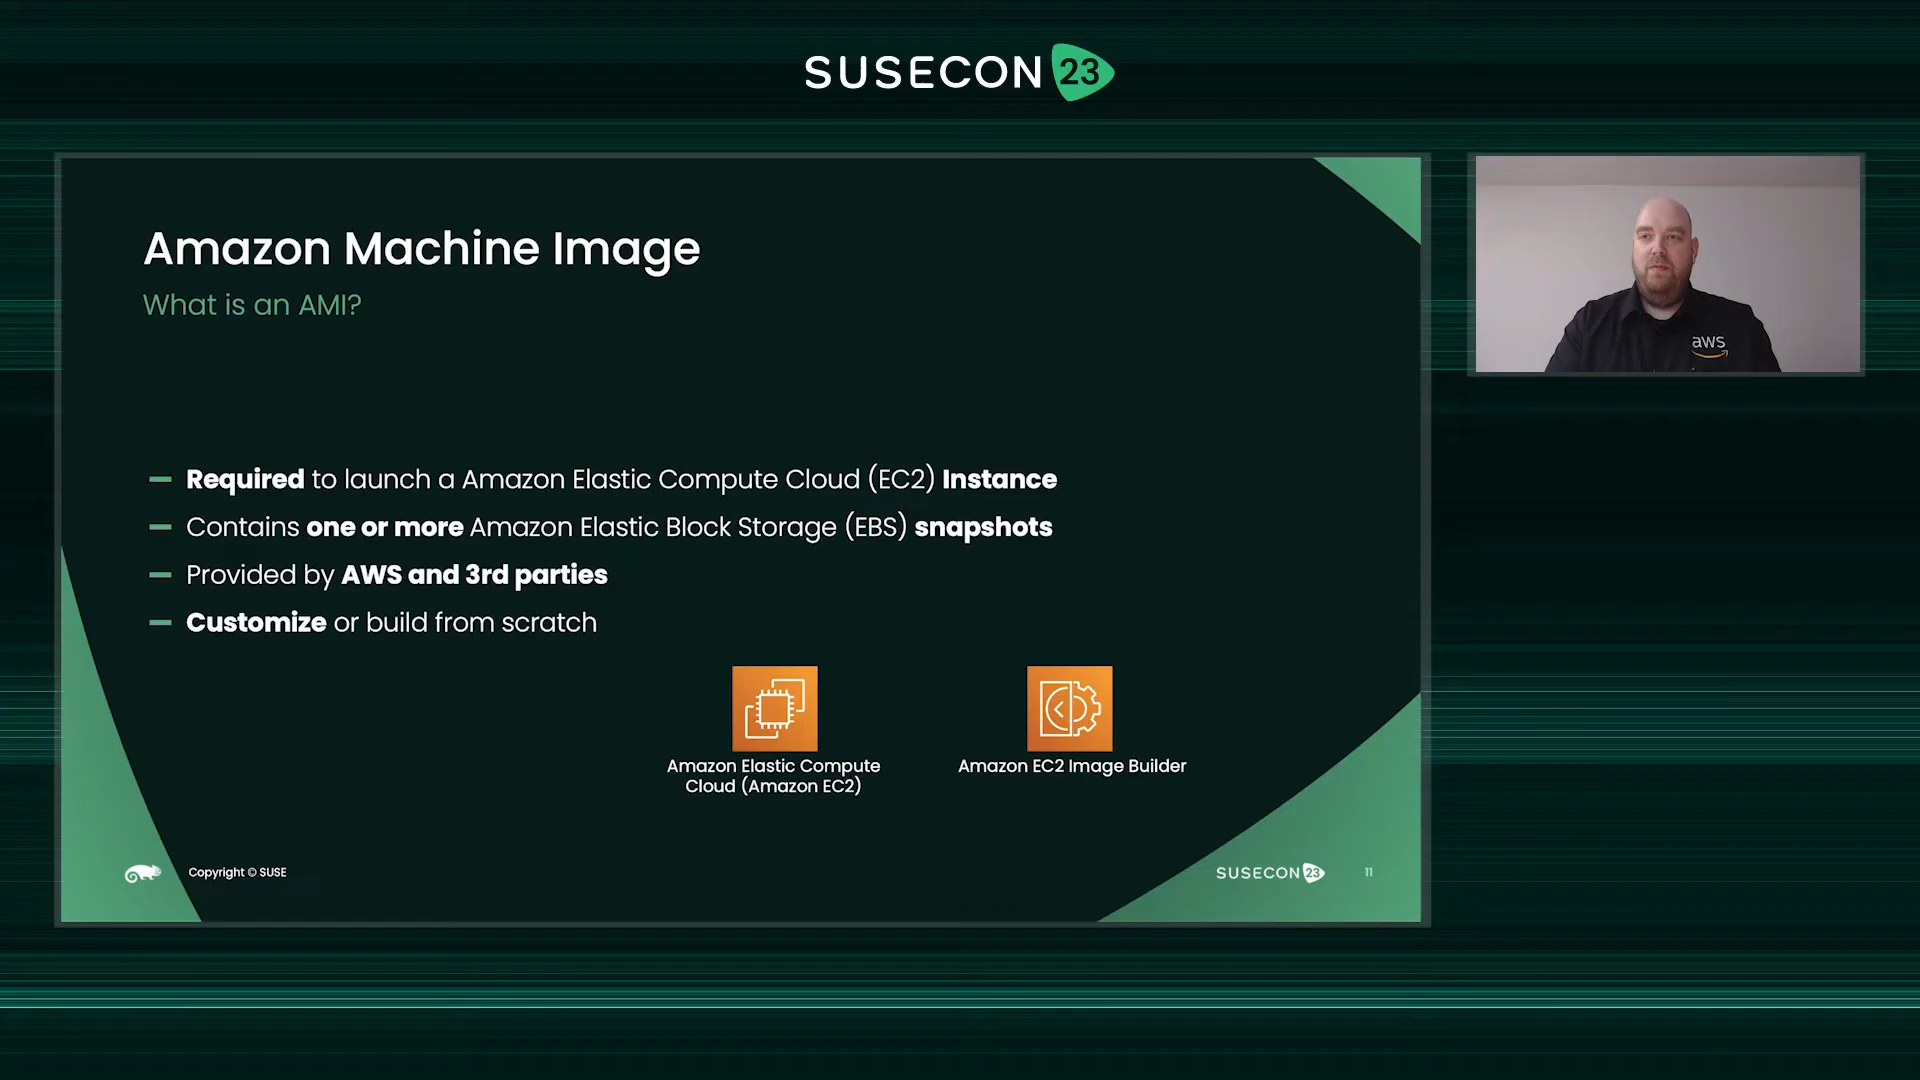 SUSECON 23
Amazon Machine Image
What is an AMI?
Required to launch a Amazon Elastic Compute Cloud (EC2) Instance
Contains one or more Amazon Elastic Block Storage (EBS) snapshots
Provided by AWS and 3rd parties
Customize or build from scratch
Amazon Elastic Compute
Cloud (Amazon EC2)
Amazon EC2 Image Builder
Copyright © SUSE
SUSECON 23
11
aws